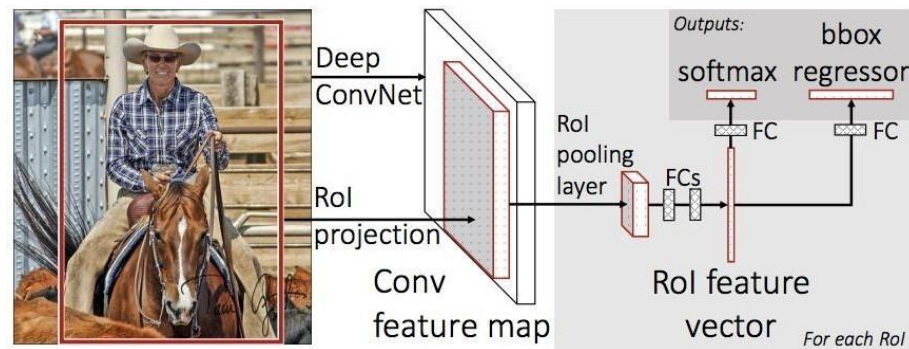 Deep
ConvNet
RoI
projection
Conv
feature map
RoI
pooling
layer
FCs
RoI feature
vector
For each RoI
Outputs:
softmax
bbox
regressor
FC
FC